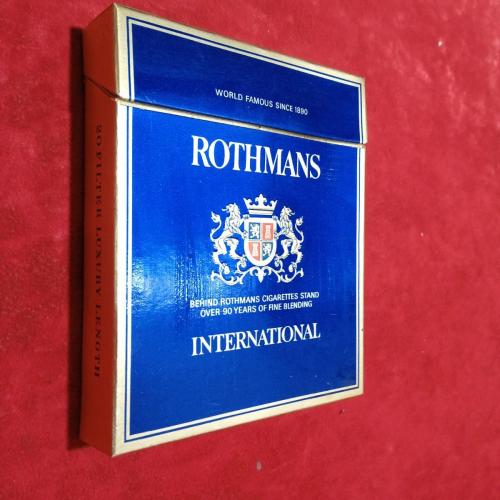 WORLD FAMOUS SINCE 1890
ROTHMANS
BEHIND ROTHMANS CIGARETTES STAND
OVER 90 YEARS OF FINE BLENDING
INTERNATIONAL
20 FILTER LUXURY LENGTH